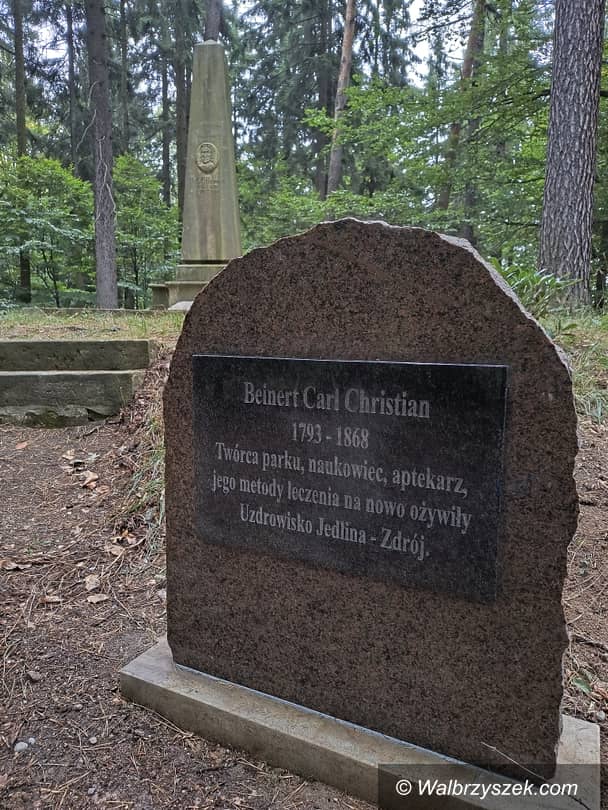 Beinert Carl Christian
1793 - 1868
Twórca parku, naukowiec, aptekarz,
jego metody leczenia na nowo ożywiły
Uzdrowisko Jedlina - Zdrój.
© Walbrzyszek.com